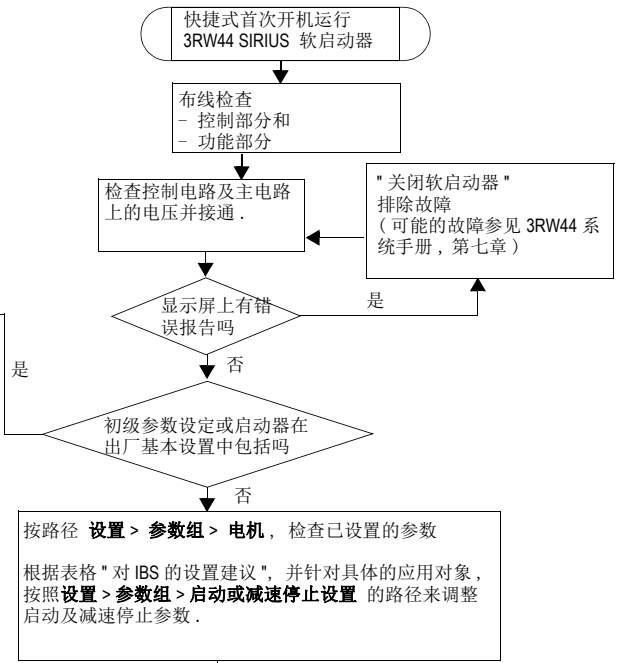 快捷式首次开机运行
3RW44 SIRIUS 软启动器
布线检查
- 控制部分和
- 功能部分
检查控制电路及主电路
上的电压并接通 .
" 关闭软启动器 "
排除故障
( 可能的故障参见 3RW44 系
统手册 , 第七章 )
显示屏上有错
误报告吗
是
否
是
初级参数设定或启动器在
出厂基本设置中包括吗
否
按路径 设置 > 参数组 > 电机 , 检查已设置的参数
根据表格 " 对 IBS 的设置建议 ", 并针对具体的应用对象 ,
按照设置 > 参数组 > 启动或减速停止设置 的路径来调整
启动及减速停止参数 .